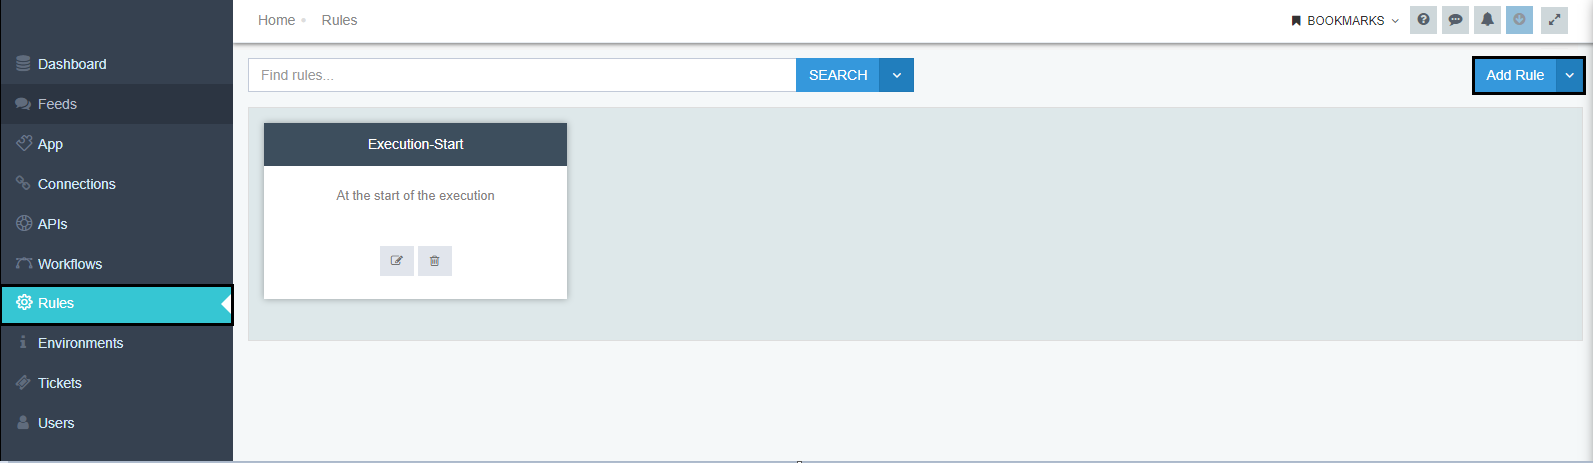 Home Rules
BOOKMARKS
Dashboard
Feeds
App
Connections
APIs
Workflows
Rules
Environments
Tickets
Users
Find rules...
SEARCH
Add Rule
Execution-Start
At the start of the execution